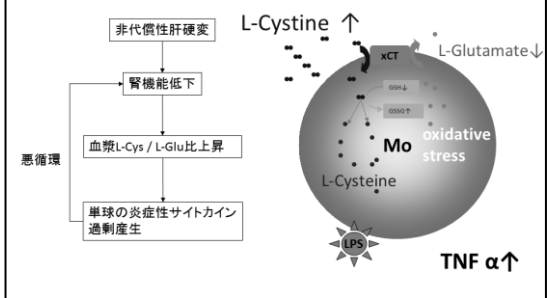 非代償性肝硬変
腎機能低下
血漿L-Cys / L-Glu比上昇
悪循環
単球の炎症性サイトカイン
過剰産生
L-Cystine ↑
xCT
L-Glutamate↓
GSH↓
GSSG↑
Mo
oxidative
stress
L-Cysteine
LPS
TNF α↑